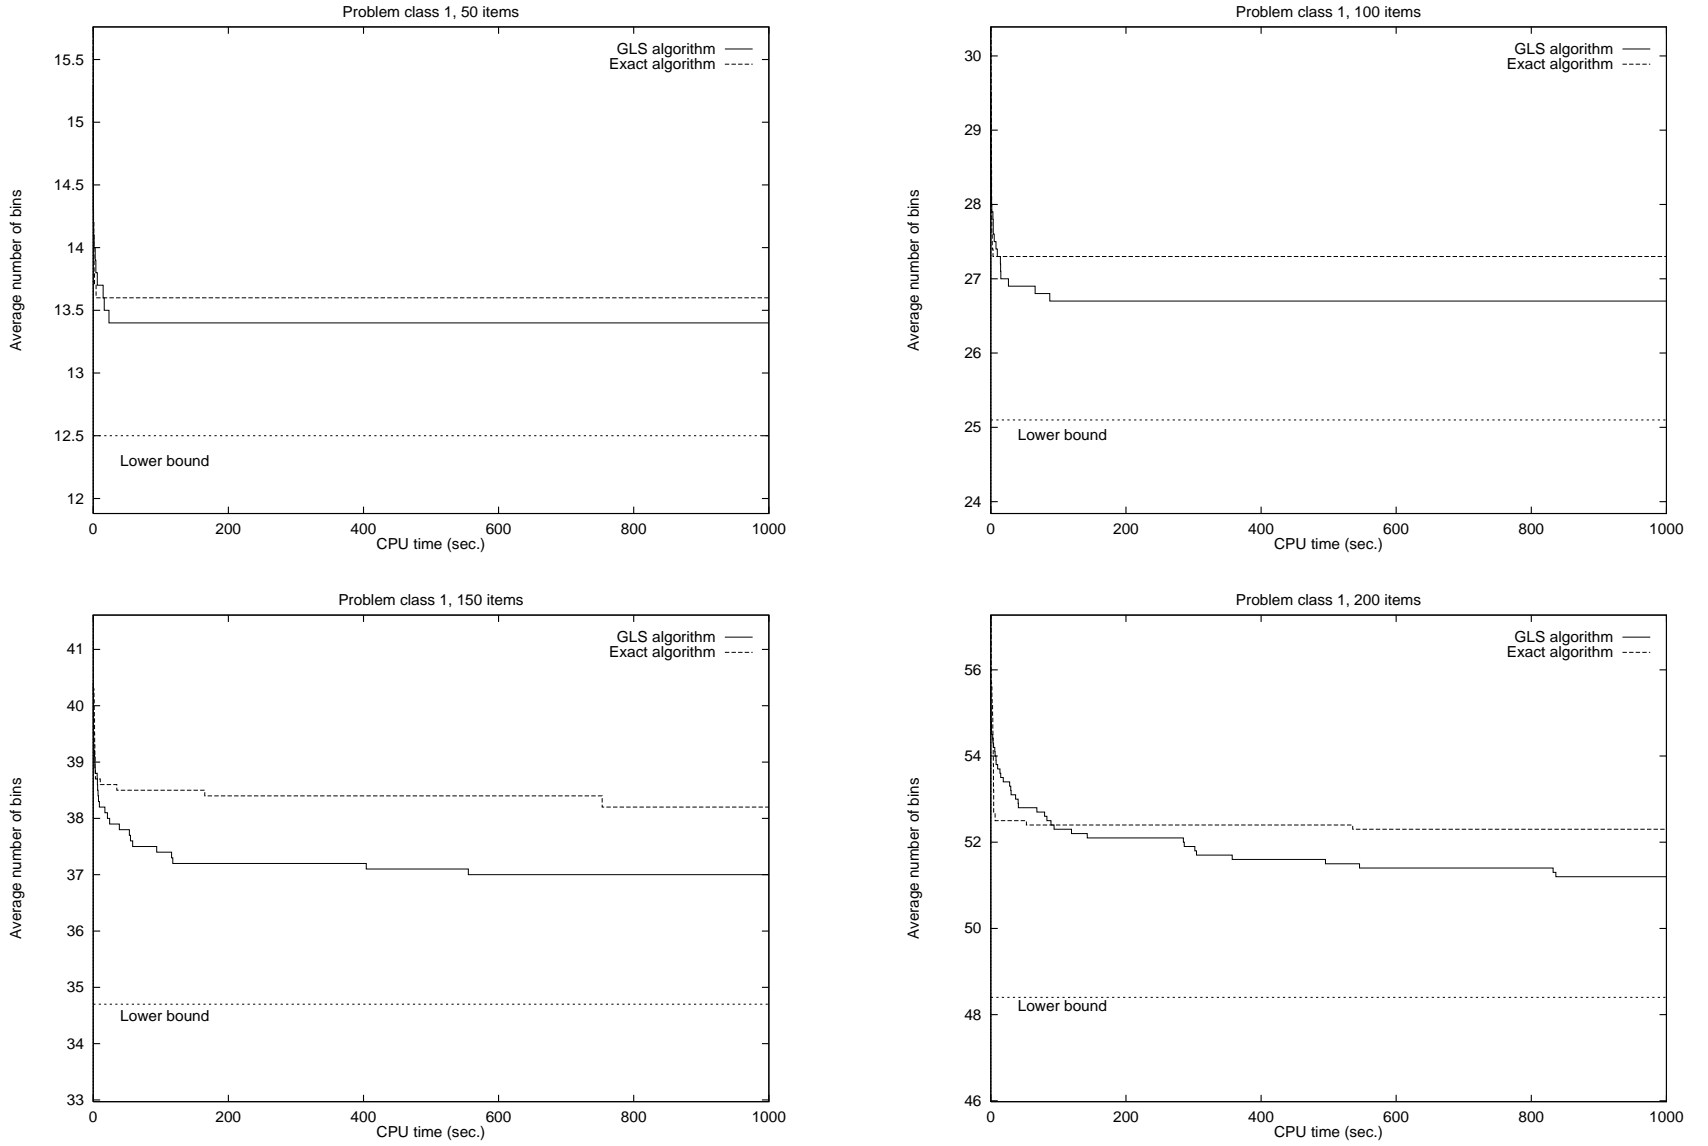 Problem class 1, 50 items
GLS algorithm
Exact algorithm
15.5
15
14.5
14
13.5
13
12.5
12
Average number of bins
Lower bound
0 200 400 600 800 1000
CPU time (sec.)
Problem class 1, 100 items
GLS algorithm
Exact algorithm
30
29
28
27
26
25
24
Average number of bins
Lower bound
0 200 400 600 800 1000
CPU time (sec.)
Problem class 1, 150 items
GLS algorithm
Exact algorithm
41
40
39
38
37
36
35
34
33
Average number of bins
Lower bound
0 200 400 600 800 1000
CPU time (sec.)
Problem class 1, 200 items
GLS algorithm
Exact algorithm
56
54
52
50
48
46
Average number of bins
Lower bound
0 200 400 600 800 1000
CPU time (sec.)